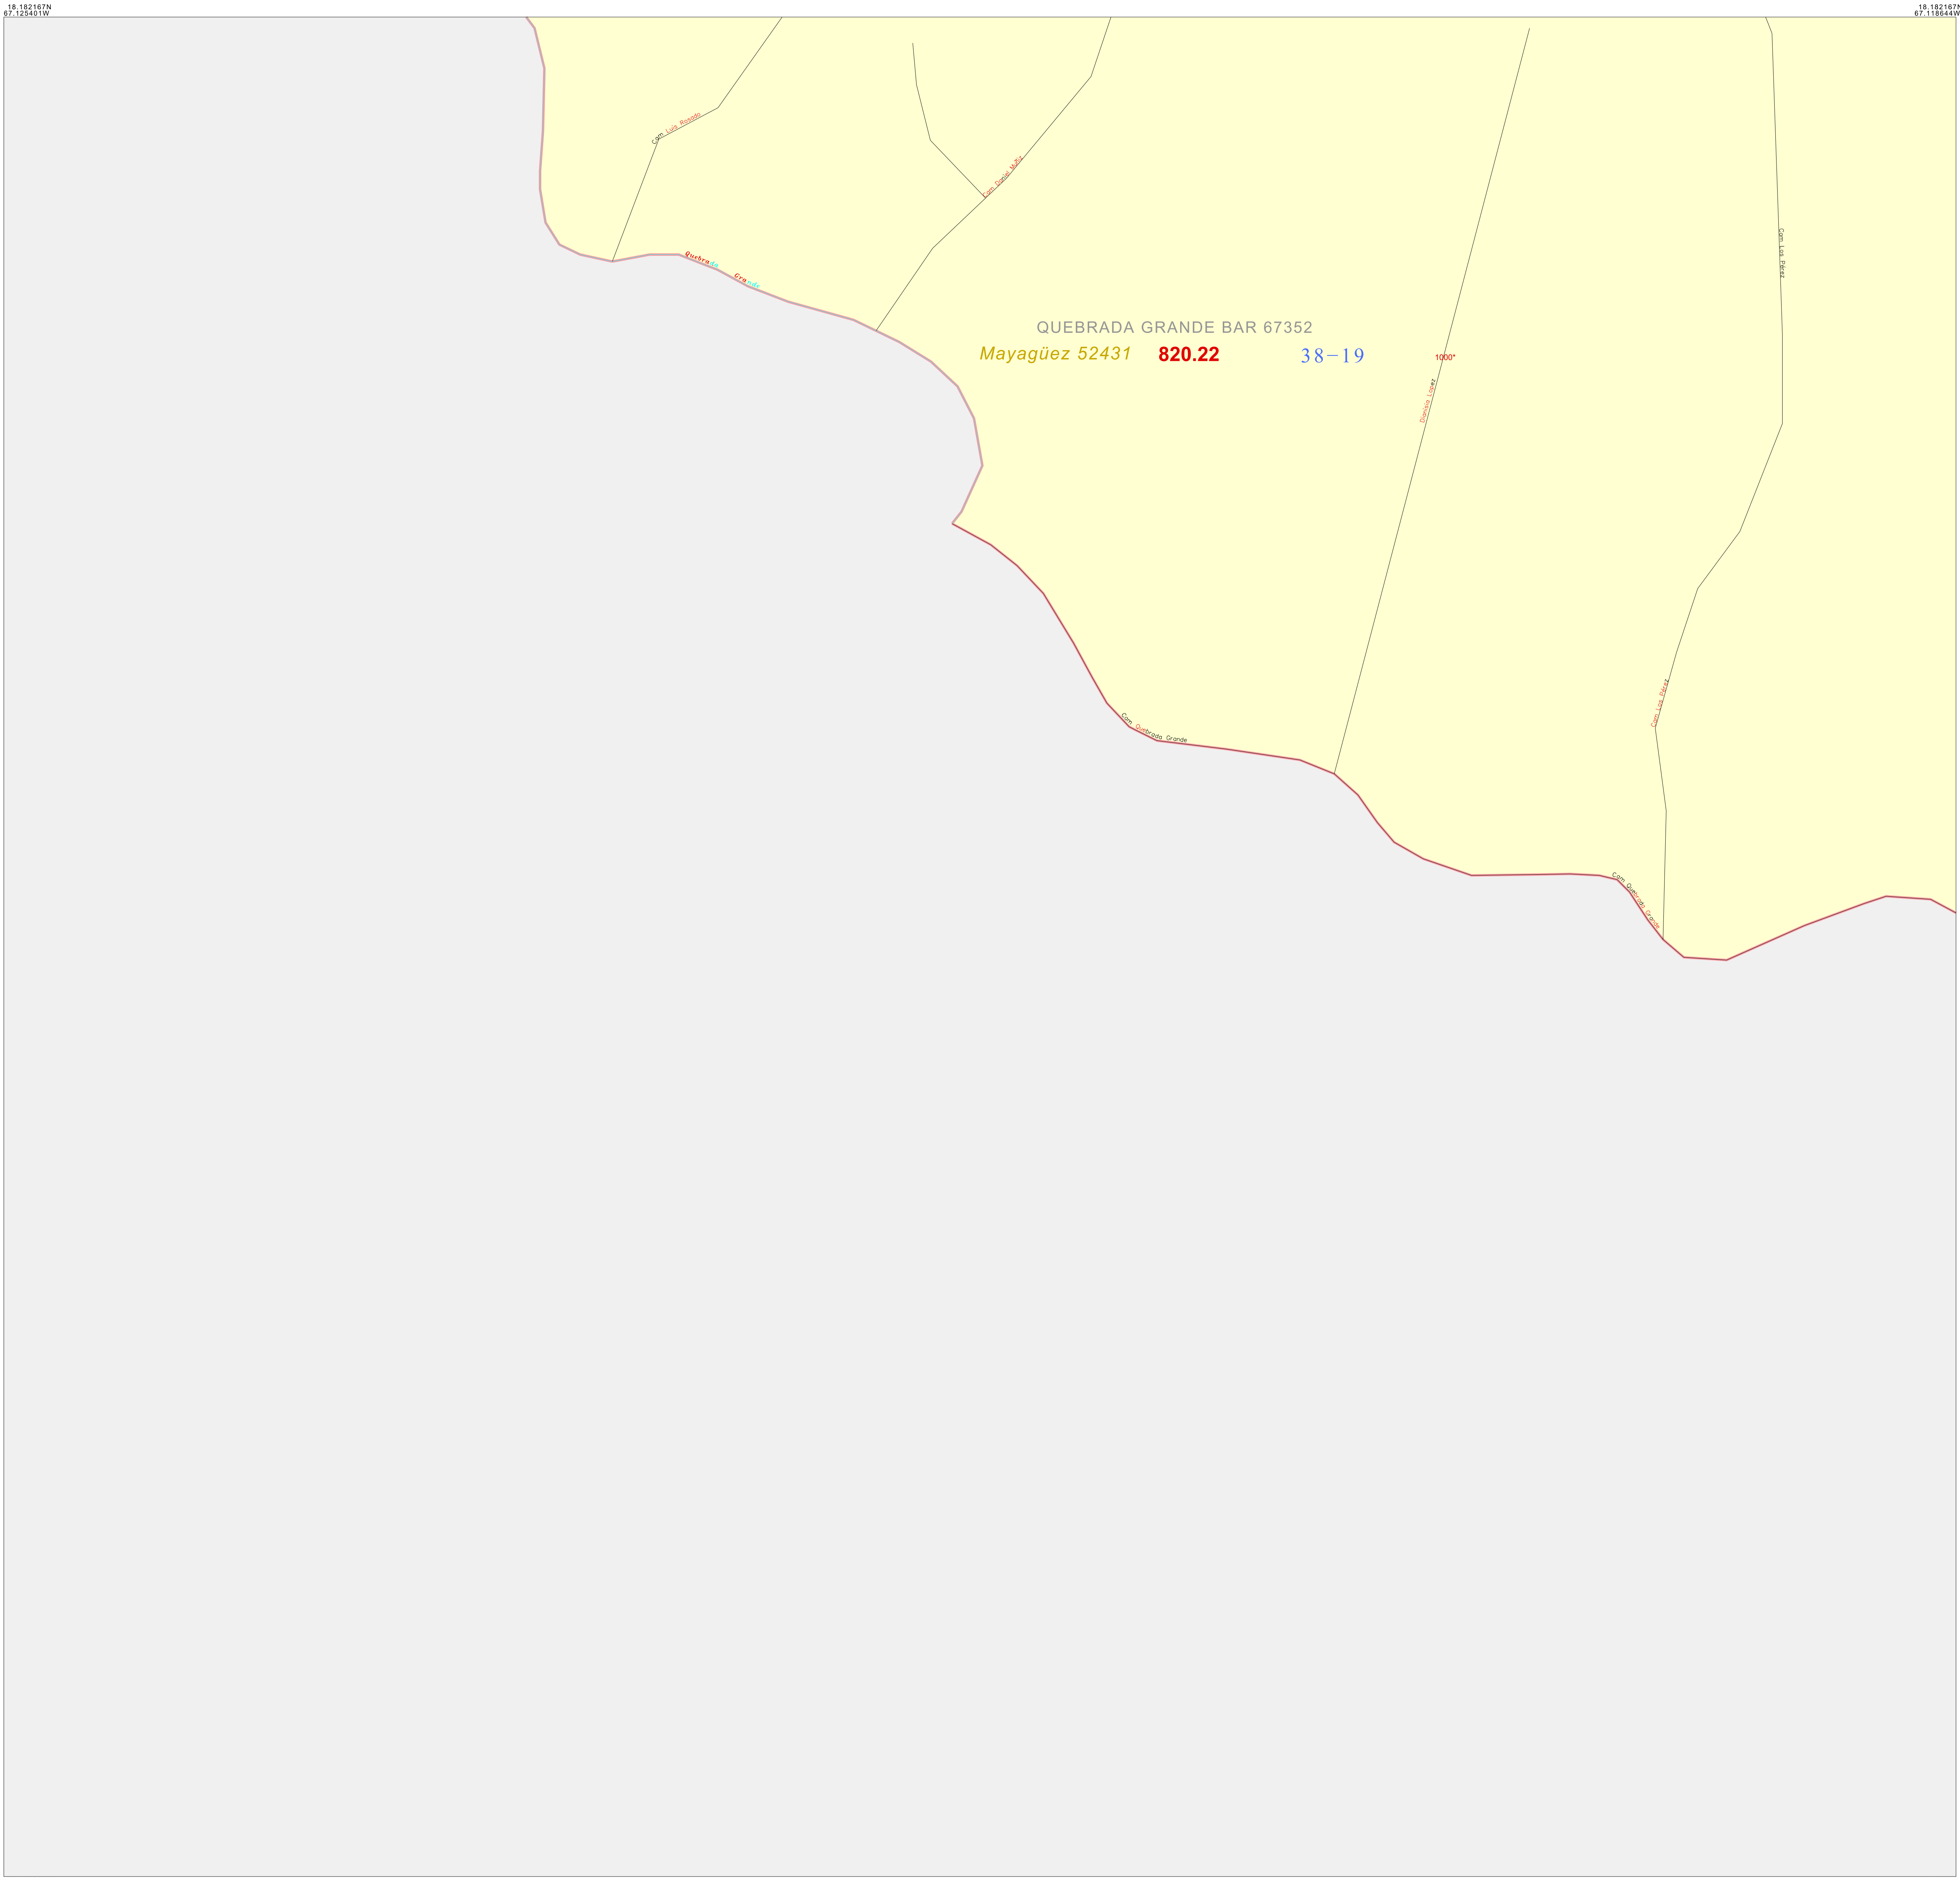 18.182167N
67.125401W
18.182167N
67.118644W
Cam Luis Rosado
Cam Daniel Muñiz
Quebrada Grande
Cam Los Pérez
QUEBRADA GRANDE BAR 67352
Mayagüez 52431 820.22 38-19
1000*
Dionisia Lopez
Cam Los Pérez
Cam Quebrada Grande
Cam Quebrada Grande